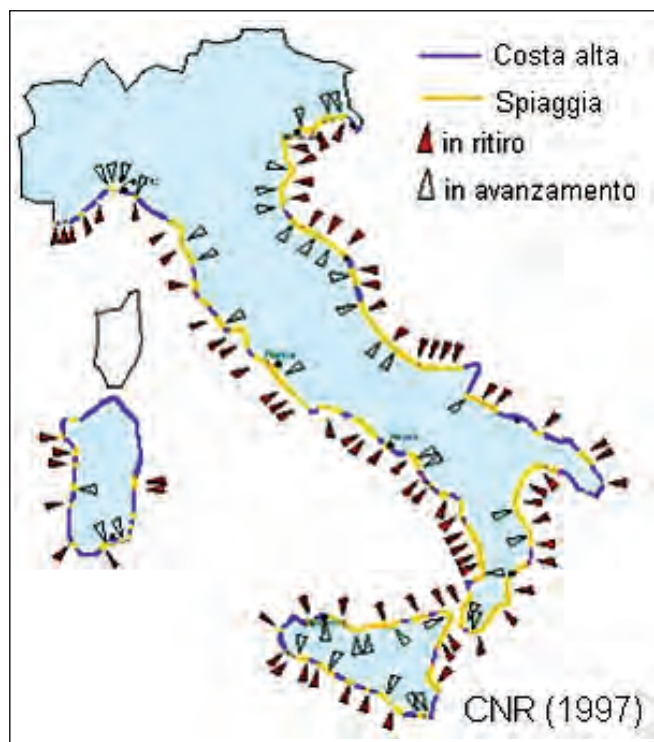 Costa alta
Spiaggia
in ritiro
in avanzamento
CNR (1997)